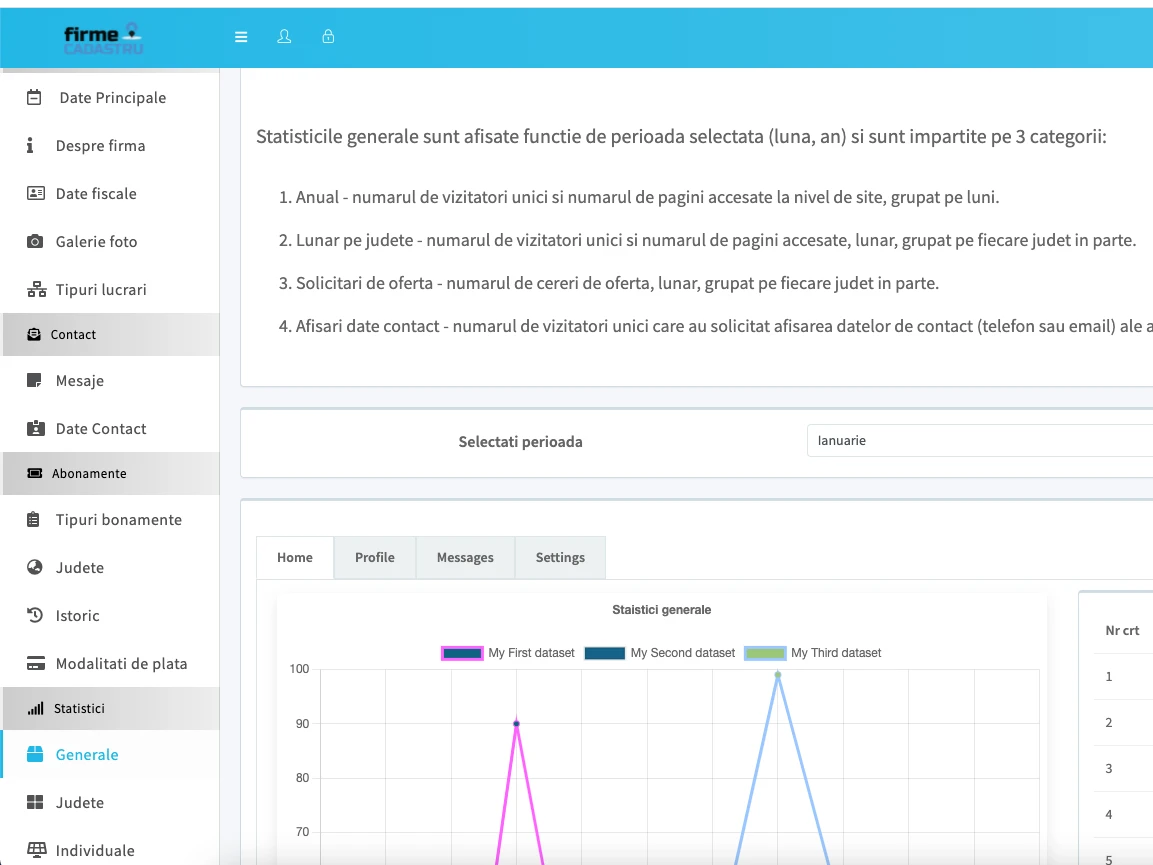 firme
CADASTRU
Date Principale
Despre firma
Date fiscale
Galerie foto
Tipuri lucrari
Contact
Mesaje
Date Contact
Abonamente
Tipuri bonamente
Judete
Istoric
Modalitati de plata
Statistici
Generale
Judete
Individuale
Statisticile generale sunt afisate functie de perioada selectata (luna, an) si sunt impartite pe 3 categorii:
1. Anual - numarul de vizitatori unici si numarul de pagini accesate la nivel de site, grupat pe luni.
2. Lunar pe judete - numarul de vizitatori unici si numarul de pagini accesate, lunar, grupat pe fiecare judet in parte.
3. Solicitari de oferta - numarul de cereri de oferta, lunar, grupat pe fiecare judet in parte.
4. Afisari date contact - numarul de vizitatori unici care au solicitat afisarea datelor de contact (telefon sau email) ale a
Selectati perioada
Ianuarie
Home Profile Messages Settings
Staistici generale
My First dataset My Second dataset My Third dataset
100
90
80
70
Nr crt
1
2
3
4
5